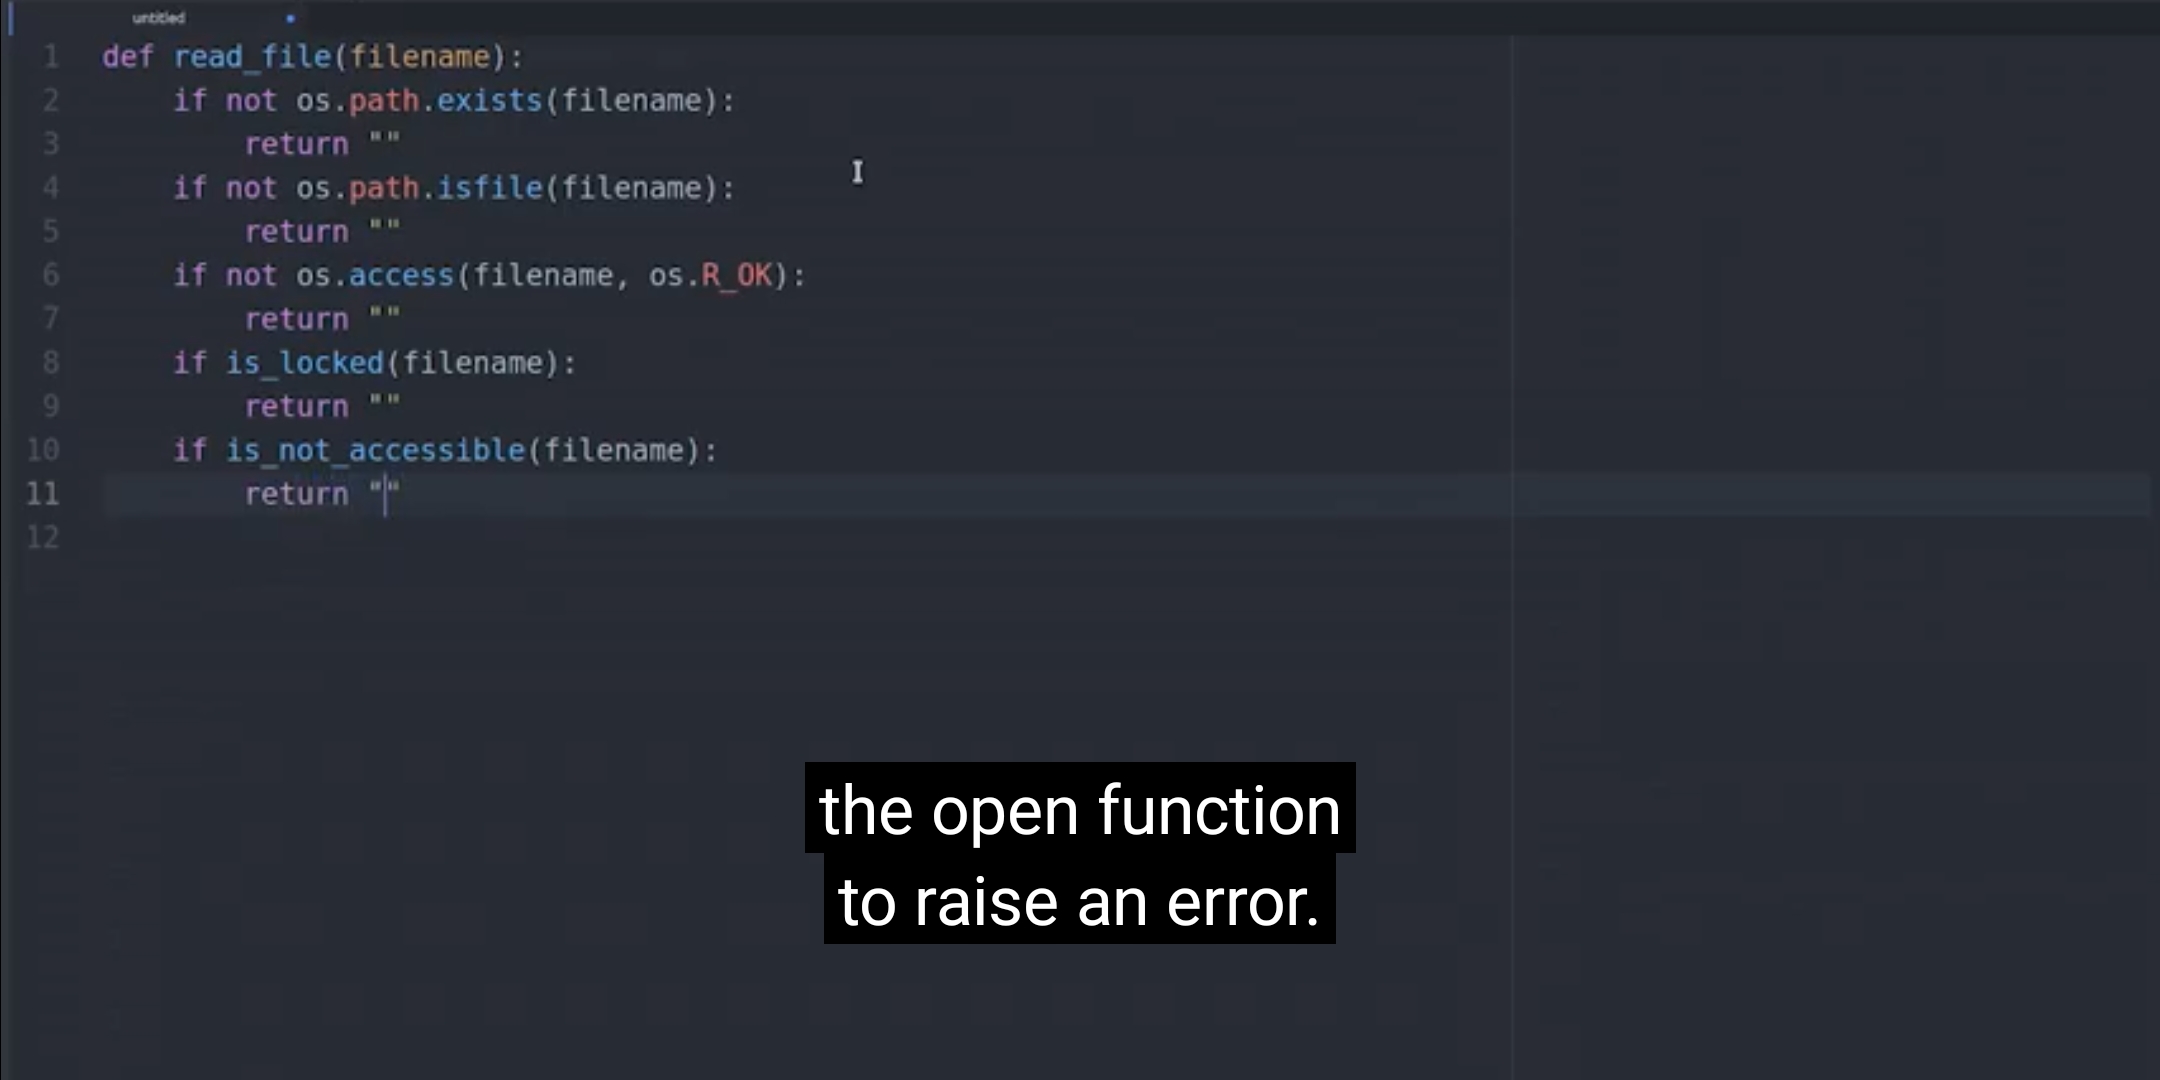 untitled
1 def read_file(filename):
2     if not os.path.exists(filename):
3         return ""
4     if not os.path.isfile(filename):
5         return ""
6     if not os.access(filename, os.R_OK):
7         return ""
8     if is_locked(filename):
9         return ""
10     if is_not_accessible(filename):
11         return ""
12
the open function
to raise an error.